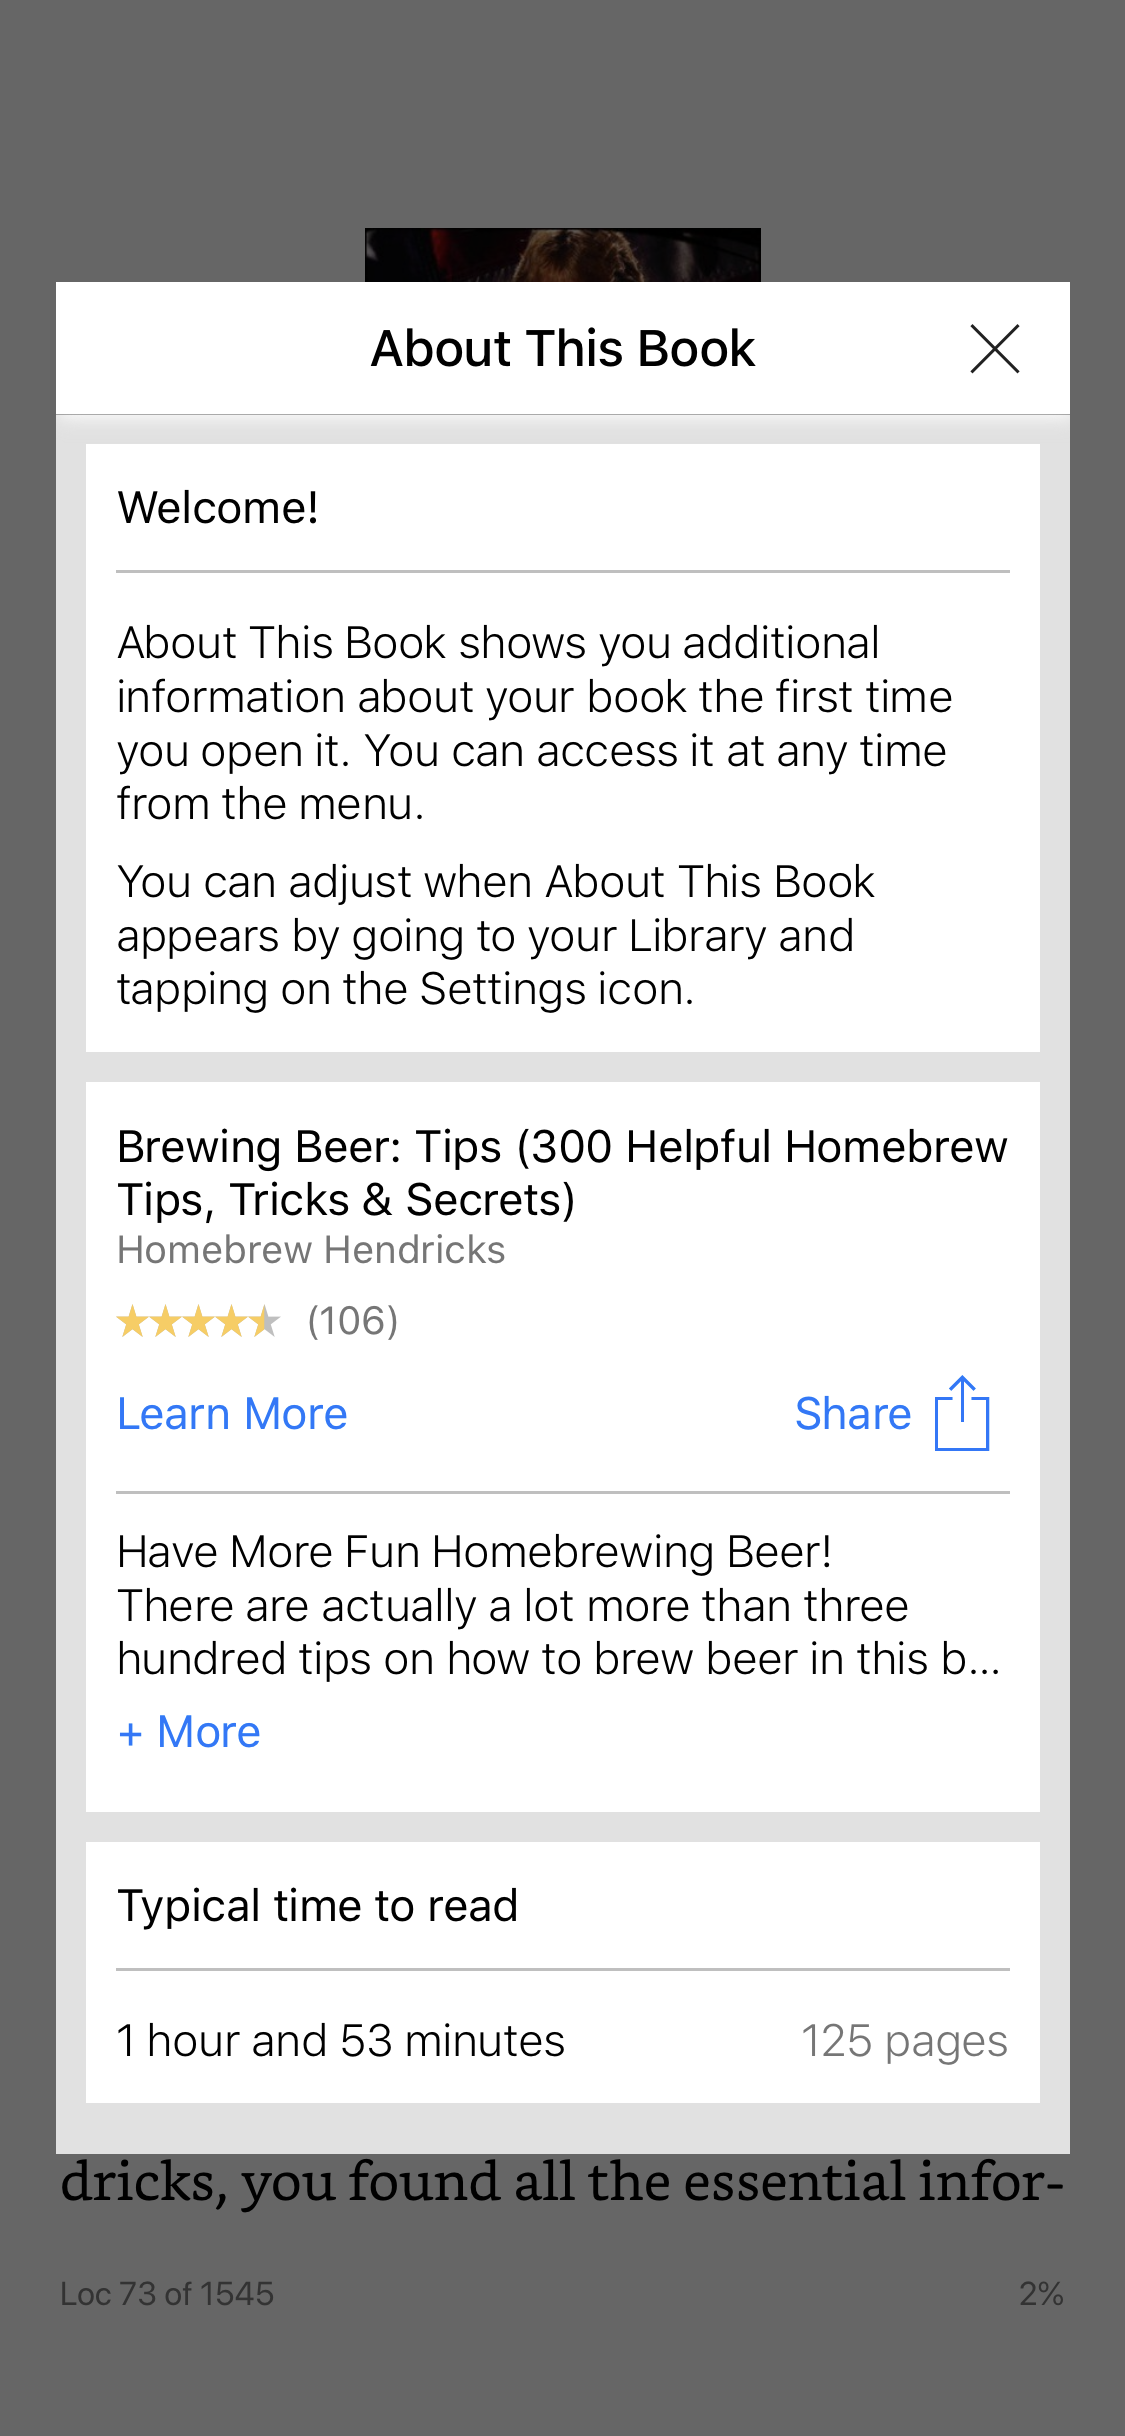 About This Book
Welcome!
About This Book shows you additional
information about your book the first time
you open it. You can access it at any time
from the menu.
You can adjust when About This Book
appears by going to your Library and
tapping on the Settings icon.
Brewing Beer: Tips (300 Helpful Homebrew
Tips, Tricks & Secrets)
Homebrew Hendricks
(106)
Learn More
Share
Have More Fun Homebrewing Beer!
There are actually a lot more than three
hundred tips on how to brew beer in this b...
+ More
Typical time to read
1 hour and 53 minutes
125 pages
dricks, you found all the essential infor-
Loc 73 of 1545
2%